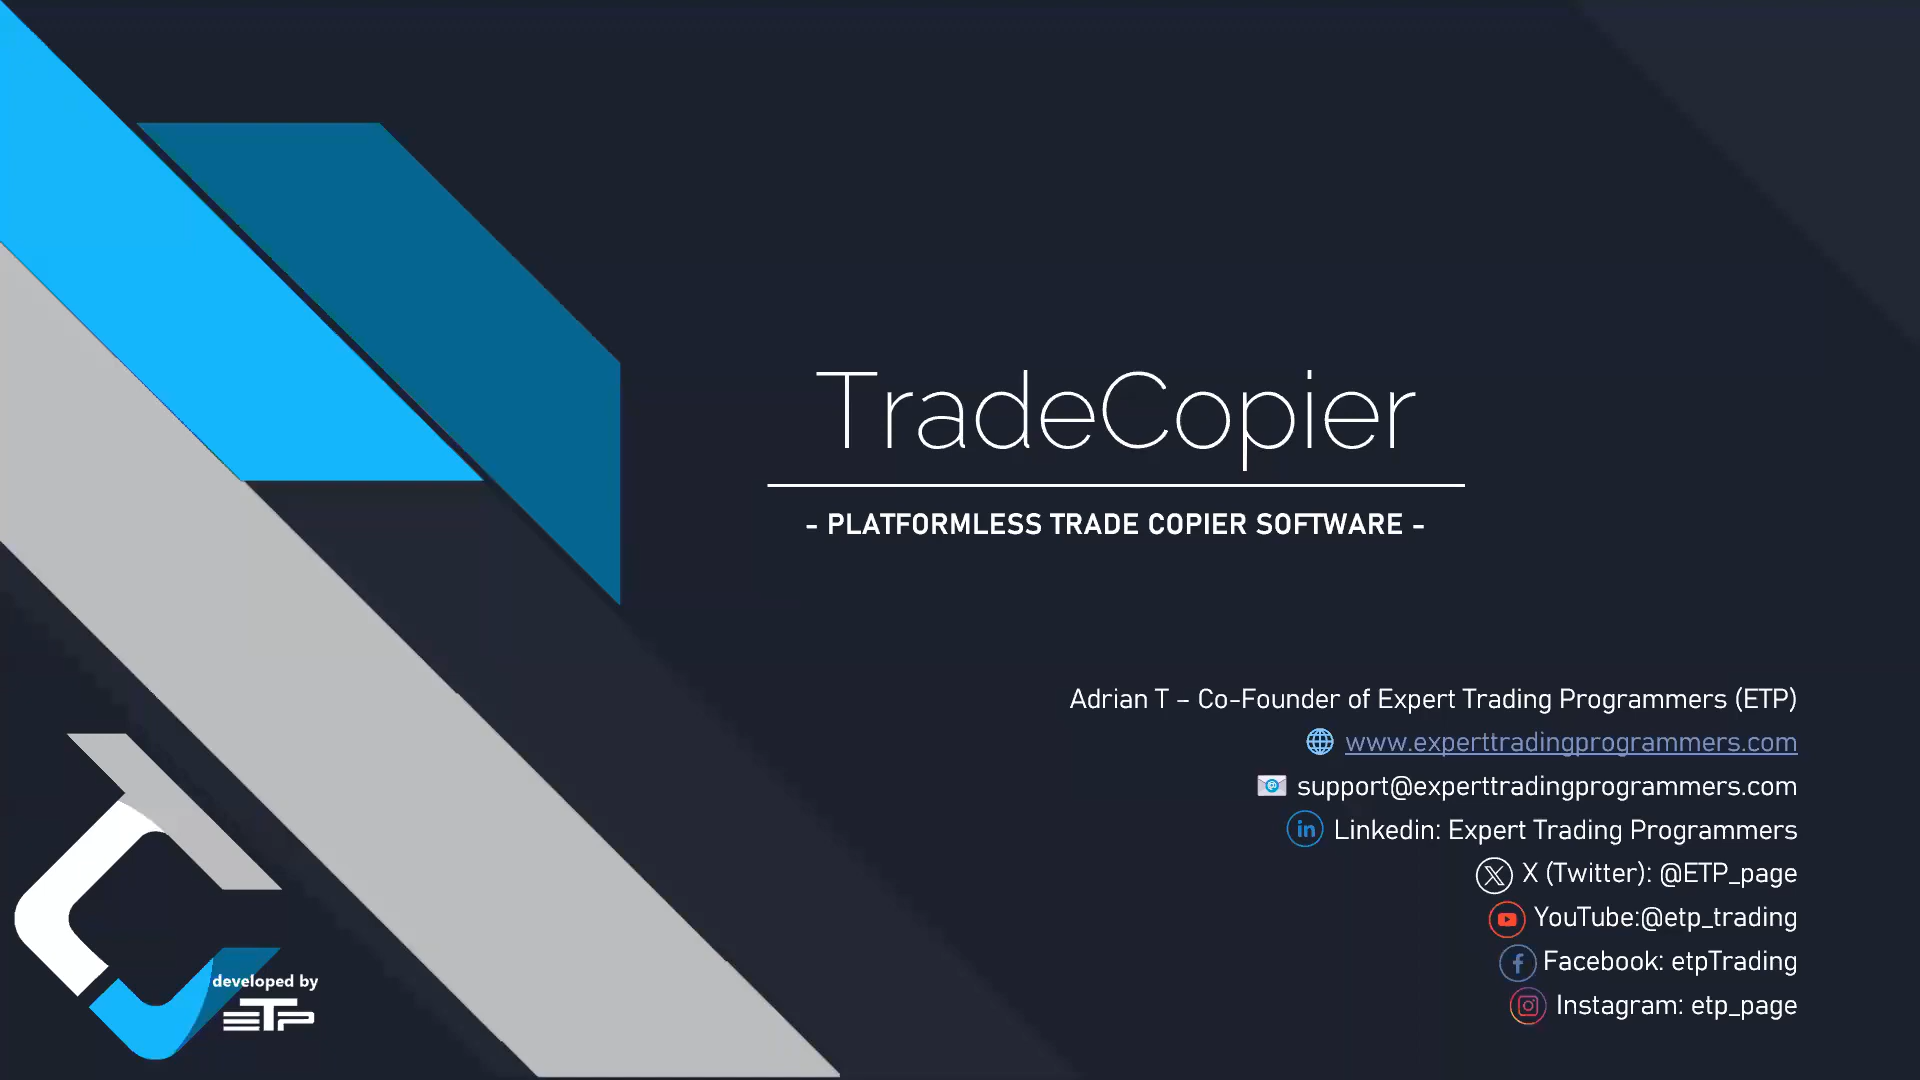 TradeCopier
- PLATFORMLESS TRADE COPIER SOFTWARE -
Adrian T – Co-Founder of Expert Trading Programmers (ETP)
www.experttradingprogrammers.com
support@experttradingprogrammers.com
Linkedin: Expert Trading Programmers
X (Twitter): @ETP_page
YouTube:@etp_trading
Facebook: etpTrading
Instagram: etp_page
developed by
ETP